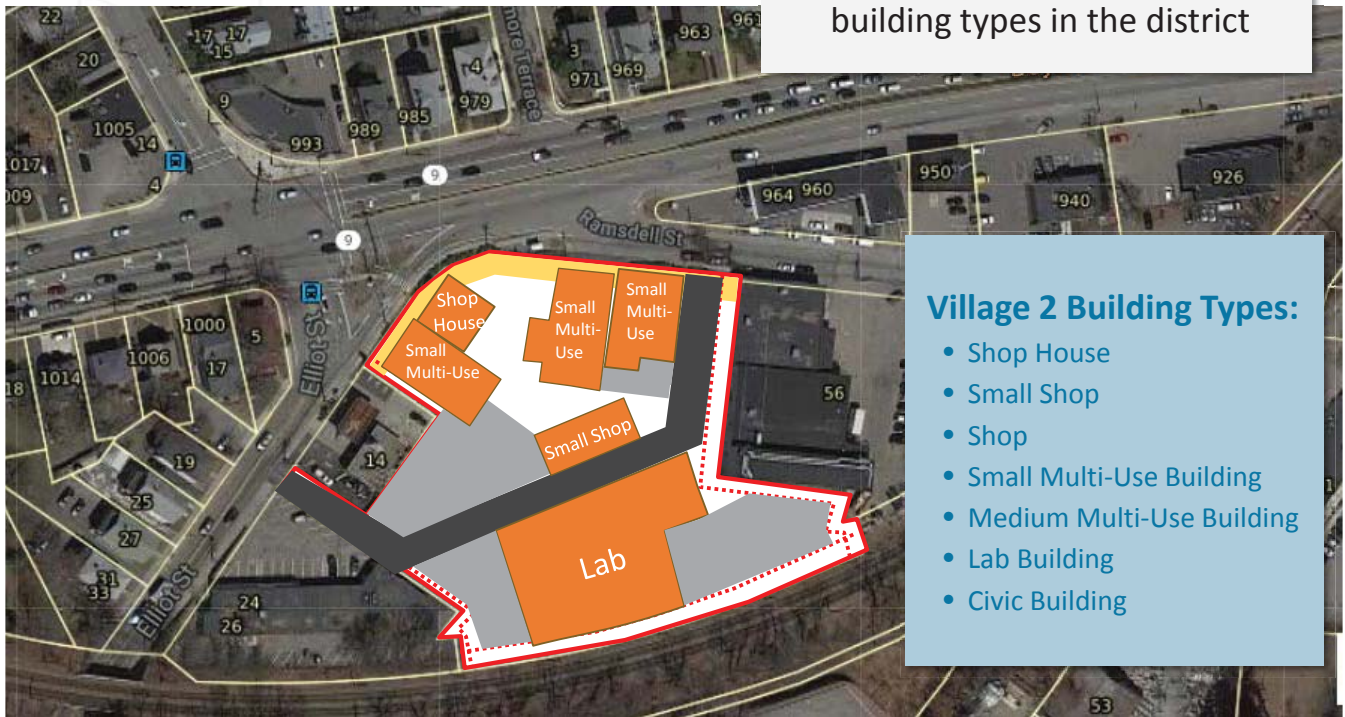 building types in the district
22
17
17
15
20
9
1005
14
4
1017
009
993
989
985
4
979
more Terrace
3
971
969
963
961
9
9
964
960
950
940
926
Ramsdell St
Elliot St
1000
5
1006
17
1014
18
19
25
27
31
33
Elliot St
24
26
14
56
53
Shop
House
Small
Multi-Use
Small
Multi-
Use
Small
Multi-
Use
Small Shop
Lab
Village 2 Building Types:
• Shop House
• Small Shop
• Shop
• Small Multi-Use Building
• Medium Multi-Use Building
• Lab Building
• Civic Building